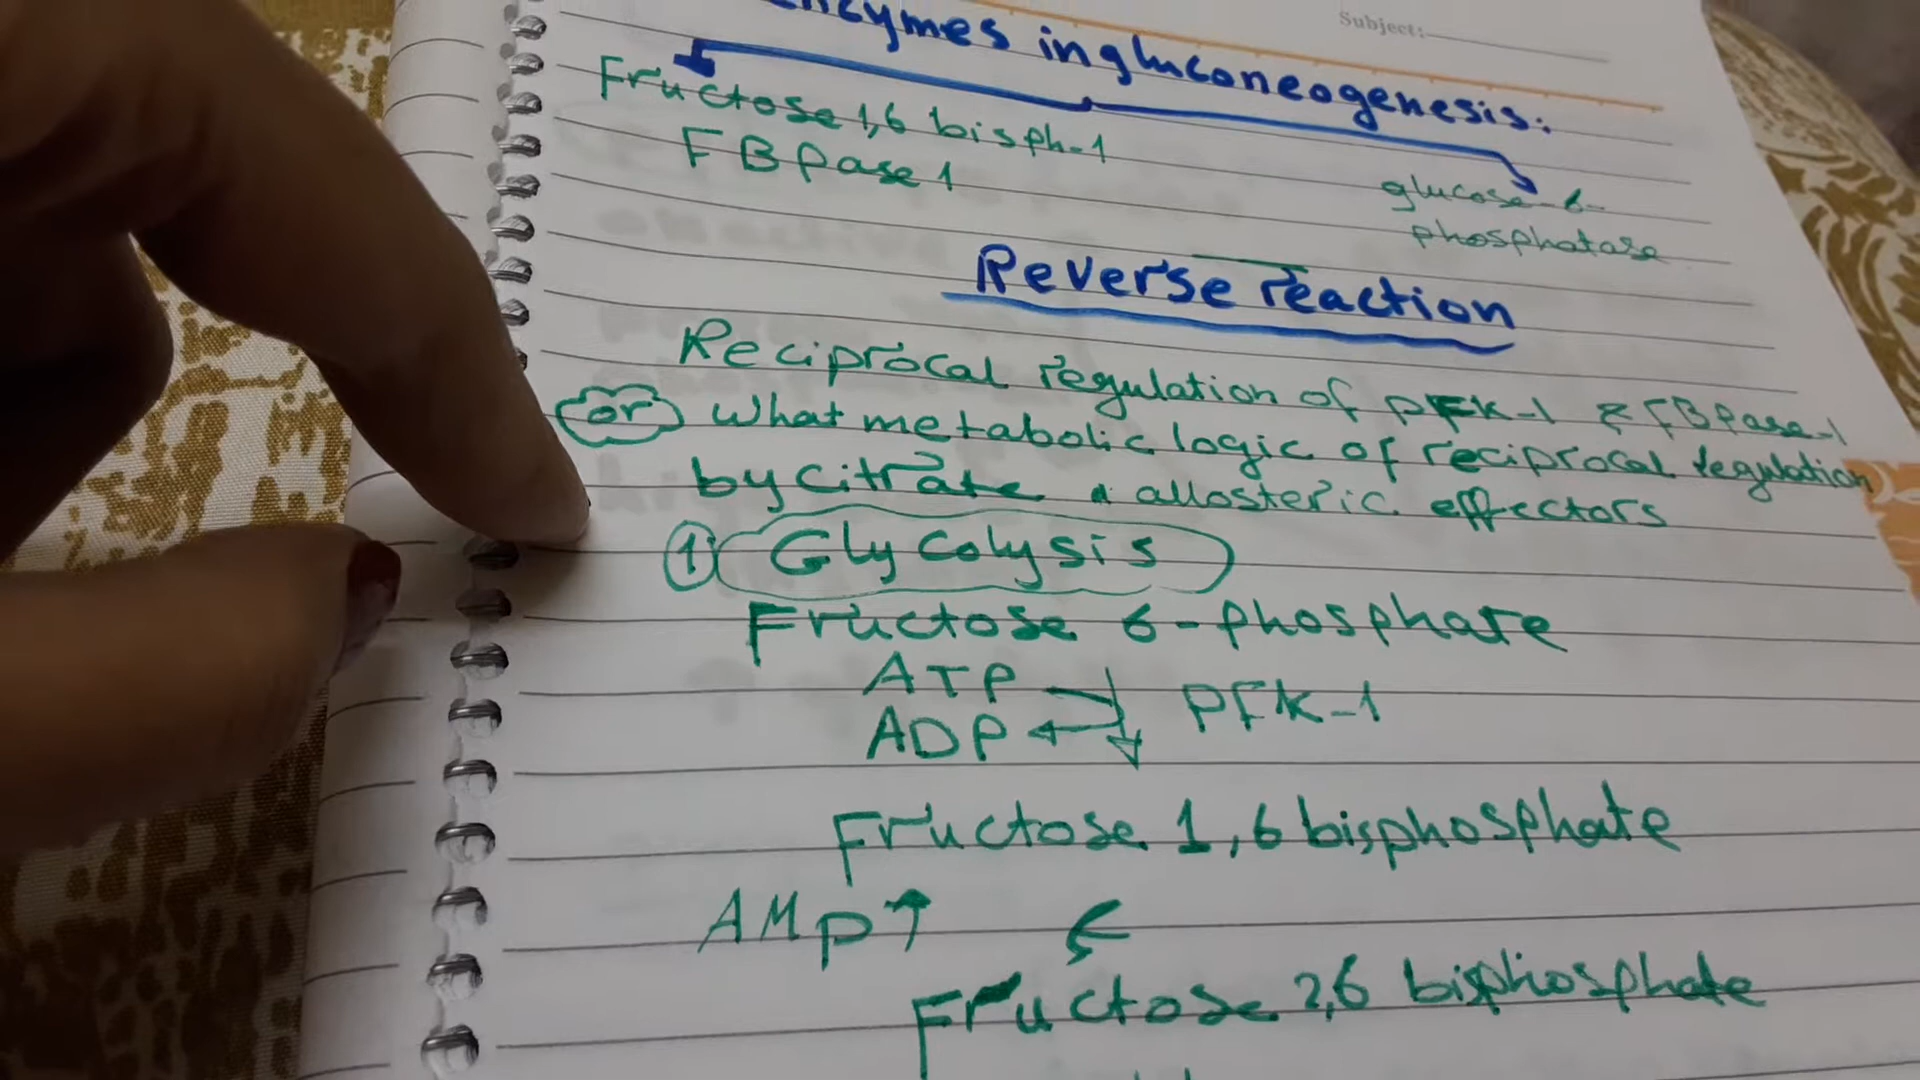 Subject:
enzymes in gluconeogenesis:
Fructose 1,6 bisph-1
FBpase 1
glucose-6-
phosphatase
Reverse reaction
Reciprocal regulation of PFK-1 & FBpase-1
or What metabolic logic of reciprocal regulation
by citrate & allosteric effectors
1 Glycolysis
Fructose 6-phosphate
ATP
ADP
PFK-1
Fructose 1,6 bisphosphate
AMP↑
Fructose 2,6 bisphosphate